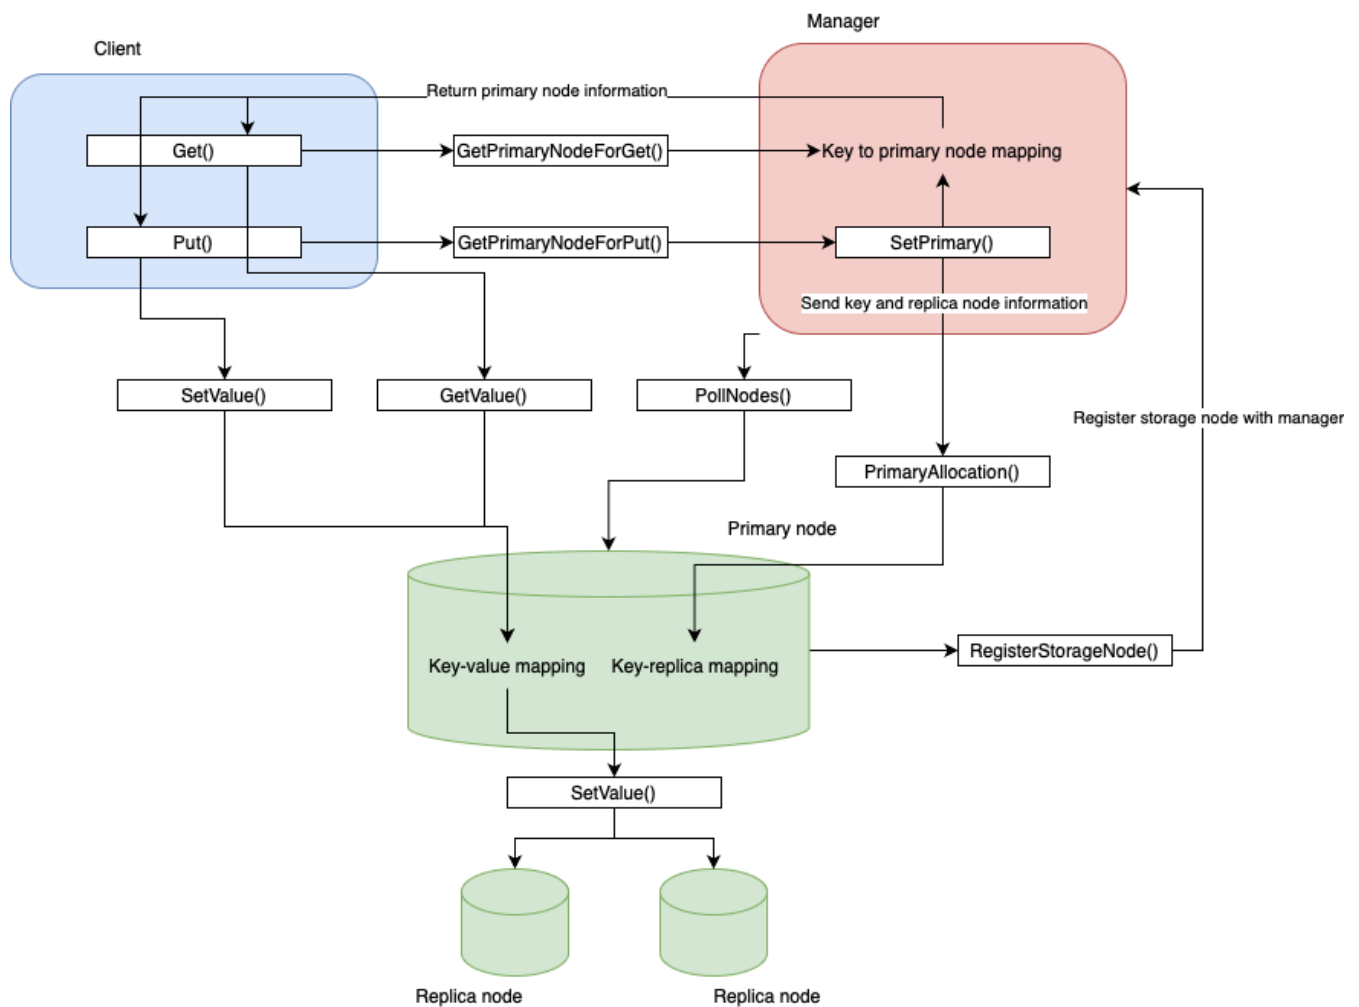 Manager
Client
Return primary node information
Get()
GetPrimaryNodeForGet()
Key to primary node mapping
Put()
GetPrimaryNodeForPut()
SetPrimary()
Send key and replica node information
SetValue()
GetValue()
PollNodes()
Register storage node with manager
PrimaryAllocation()
Primary node
Key-value mapping
Key-replica mapping
RegisterStorageNode()
SetValue()
Replica node
Replica node